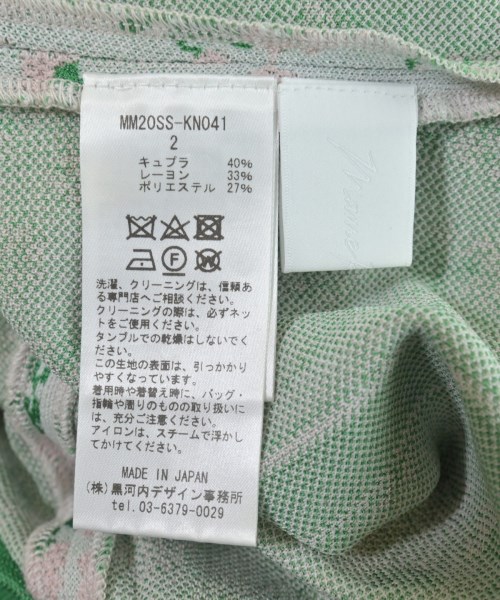 MM20SS-KN041
2
キュプラ 40%
レーヨン 33%
ポリエステル 27%
洗濯、クリーニングは、信頼あ
る専門店へご相談ください。
クリーニングの際は、必ずネッ
トをご使用ください。
タンブルでの乾燥はしないでく
ださい。
この生地の表面は、引っかかり
やすくなっています。
着用時や着替え時に、バッグ・
指輪や周りのものの取り扱いに
は、充分ご注意ください。
アイロンは、スチームで浮かし
てかけてください。
MADE IN JAPAN
(株)黒河内デザイン事務所
tel.03-6379-0029